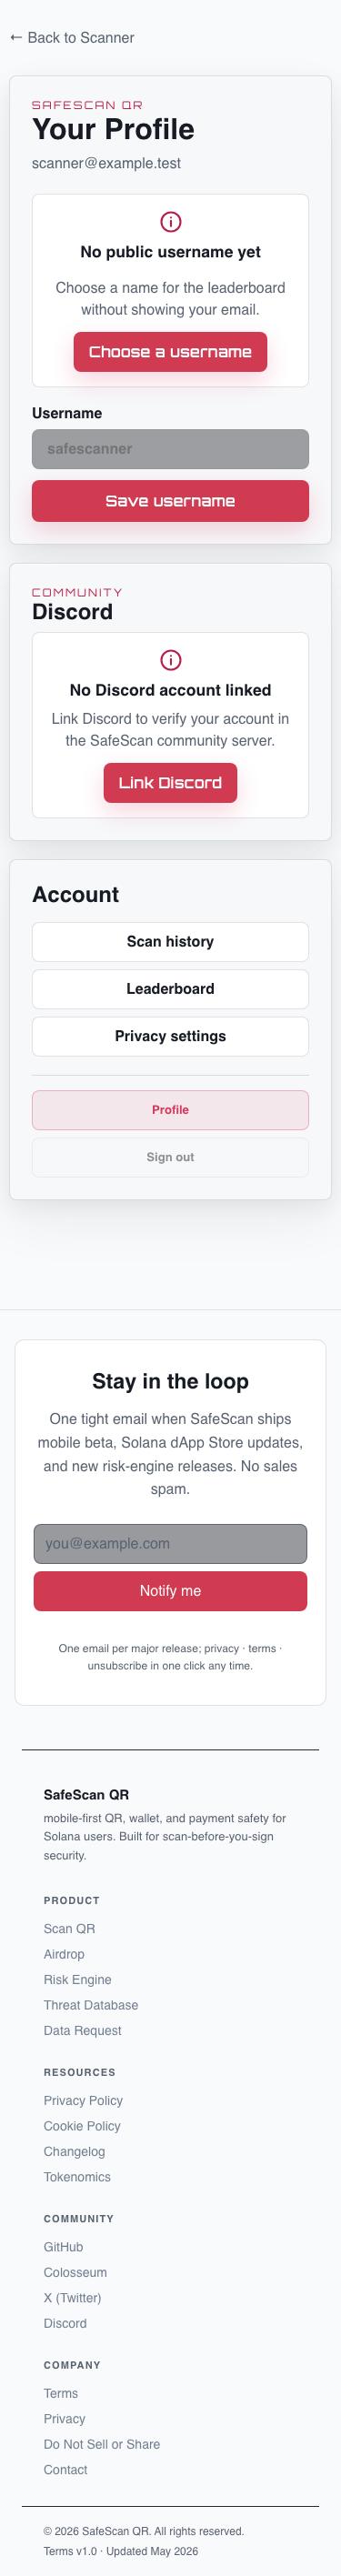 ← Back to Scanner
SAFESCAN QR
Your Profile
scanner@example.test
No public username yet
Choose a name for the leaderboard
without showing your email.
Choose a username
Username
safescanner
Save username
COMMUNITY
Discord
No Discord account linked
Link Discord to verify your account in
the SafeScan community server.
Link Discord
Account
Scan history
Leaderboard
Privacy settings
Profile
Sign out
Stay in the loop
One tight email when SafeScan ships
mobile beta, Solana dApp Store updates,
and new risk-engine releases. No sales
spam.
you@example.com
Notify me
One email per major release; privacy · terms ·
unsubscribe in one click any time.
SafeScan QR
mobile-first QR, wallet, and payment safety for
Solana users. Built for scan-before-you-sign
security.
PRODUCT
Scan QR
Airdrop
Risk Engine
Threat Database
Data Request
RESOURCES
Privacy Policy
Cookie Policy
Changelog
Tokenomics
COMMUNITY
GitHub
Colosseum
X (Twitter)
Discord
COMPANY
Terms
Privacy
Do Not Sell or Share
Contact
© 2026 SafeScan QR. All rights reserved.
Terms v1.0 · Updated May 2026